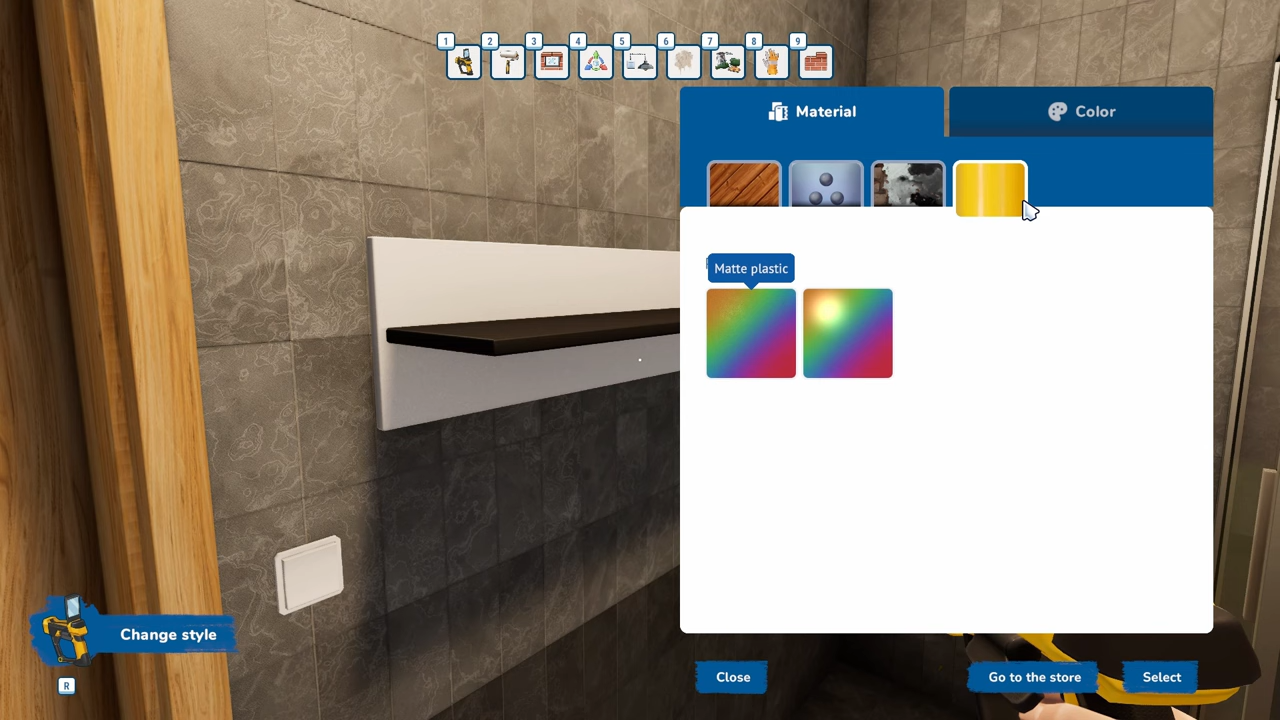 1 2 3 4 5 6 7 8 9
Material
Color
Matte plastic
Change style
R
Close
Go to the store
Select